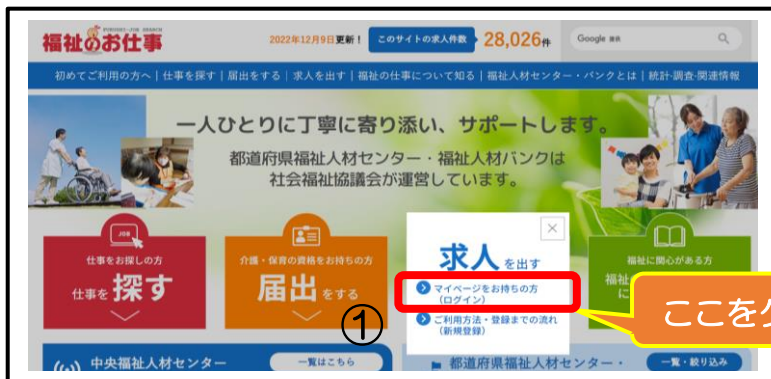 福祉のお仕事
FUKUSHI-JOB SEARCH
2022年12月9日更新！
このサイトの求人件数
28,026件
Google 検索
初めてご利用の方へ｜仕事を探す｜届出をする｜求人を出す｜福祉の仕事について知る｜福祉人材センター・バンクとは｜統計・調査・関連情報
一人ひとりに丁寧に寄り添い、サポートします。
都道府県福祉人材センター・福祉人材バンクは
社会福祉協議会が運営しています。
JOB
仕事をお探しの方
仕事を探す
介護・保育の資格をお持ちの方
届出をする
①
求人を出す
マイページをお持ちの方
（ログイン）
ご利用方法・登録までの流れ
（新規登録）
福祉に関心がある方
福祉
に
ここを
中央福祉人材センター
一覧はこちら
都道府県福祉人材センター・
一覧・絞り込み